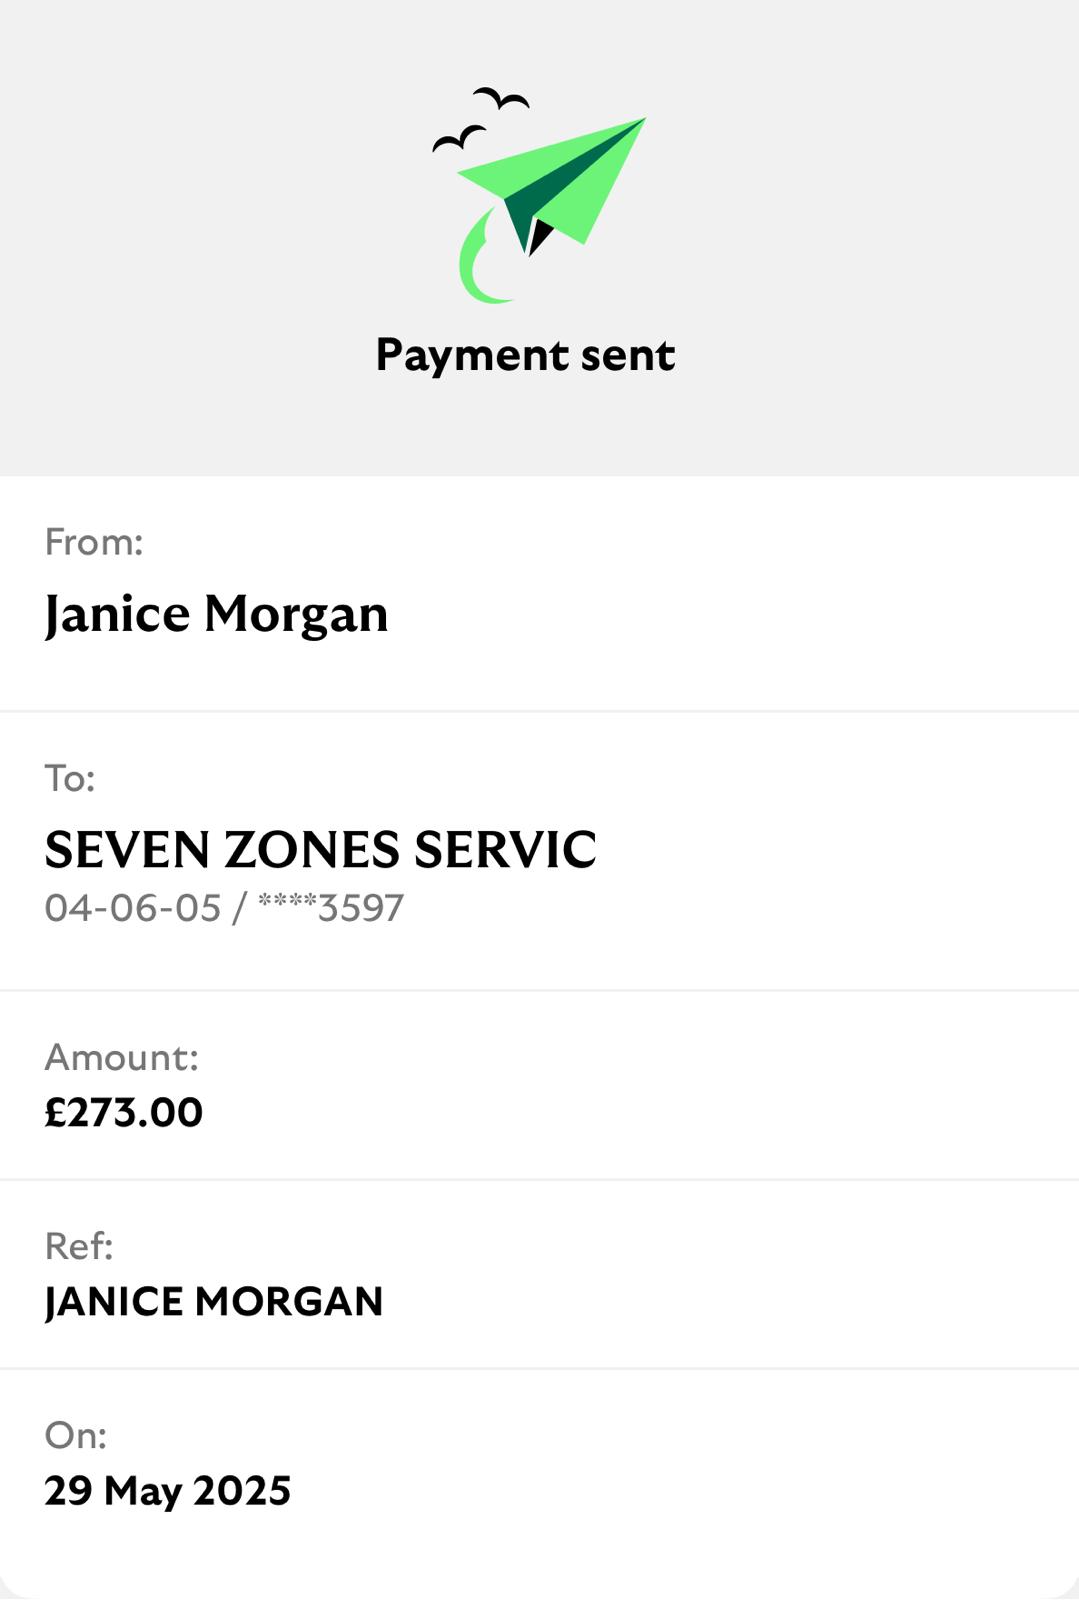 Payment sent
From:
Janice Morgan
To:
SEVEN ZONES SERVIC
04-06-05 / ****3597
Amount:
£273.00
Ref:
JANICE MORGAN
On:
29 May 2025